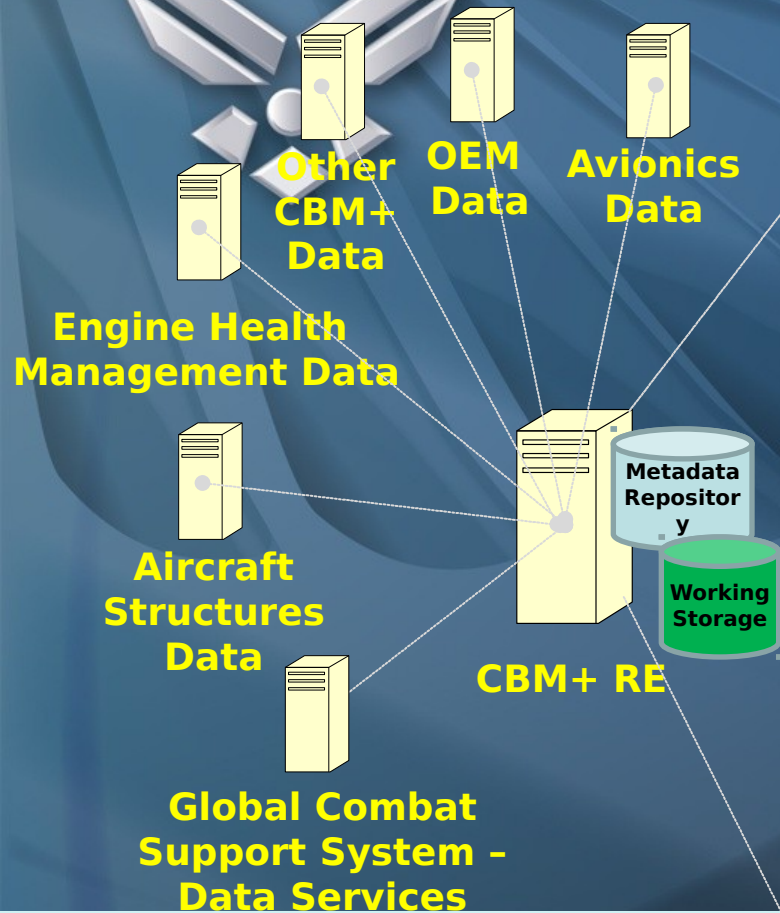 Other
CBM+
Data
OEM
Data
Avionics
Data
Engine Health
Management Data
Metadata
Repositor
y
Working
Storage
Aircraft
Structures
Data
CBM+ RE
Global Combat
Support System –
Data Services